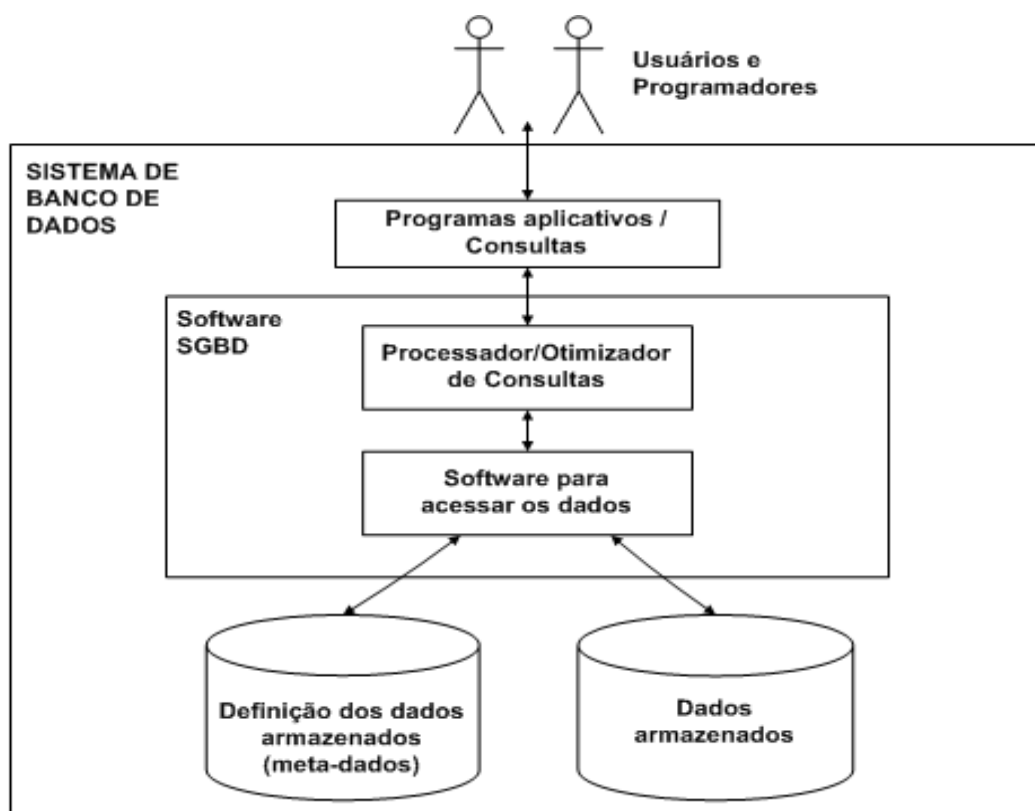 Usuários e
Programadores
SISTEMA DE
BANCO DE
DADOS
Programas aplicativos /
Consultas
Software
SGBD
Processador/Otimizador
de Consultas
Software para
acessar os dados
Definição dos dados
armazenados
(meta-dados)
Dados
armazenados